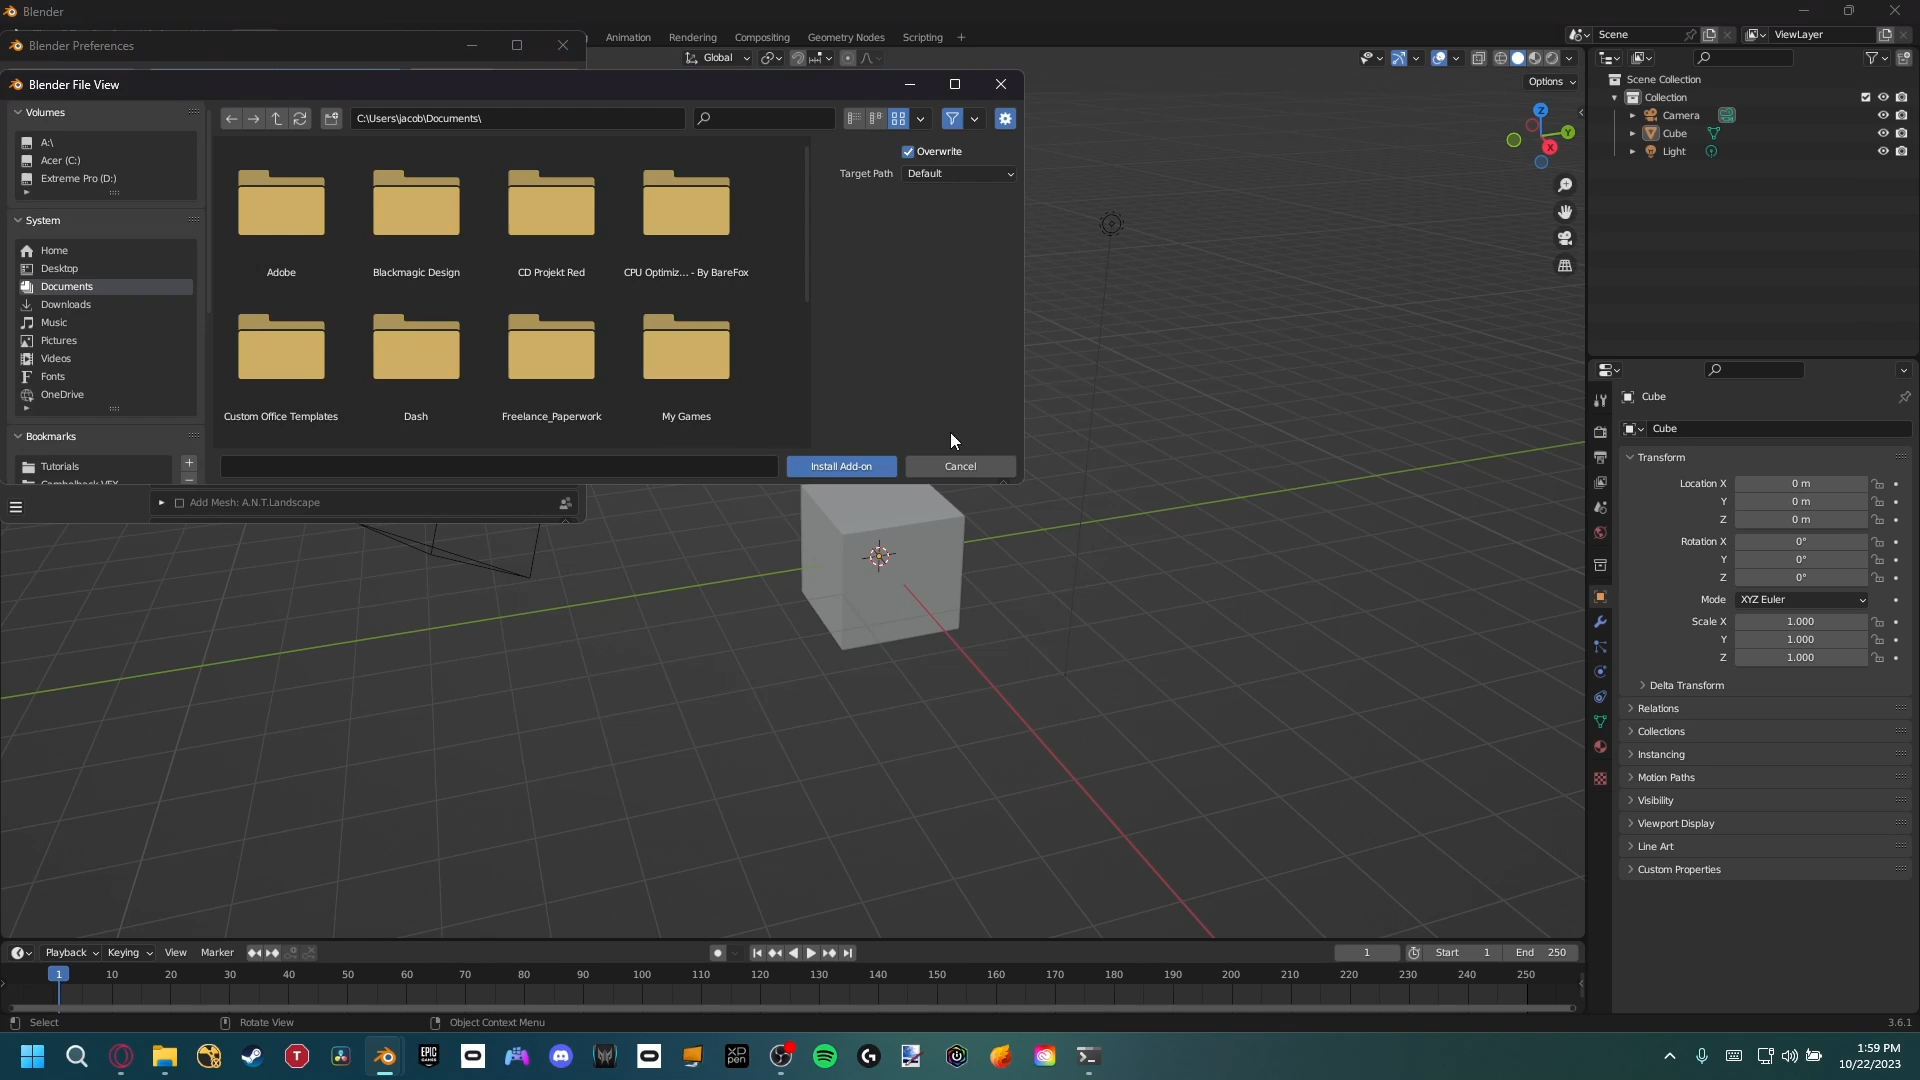 Blender
Blender Preferences
Animation
Rendering
Compositing
Geometry Nodes
Scripting
+
Scene
ViewLayer
Global
Options
Blender File View
Volumes
A:\
Acer (C:)
Extreme Pro (D:)
System
Home
Desktop
Documents
Downloads
Music
Pictures
Videos
Fonts
OneDrive
Bookmarks
Tutorials
C:\Users\jacob\Documents\
Overwrite
Target Path Default
Adobe
Blackmagic Design
CD Projekt Red
CPU Optimiz... - By BareFox
Custom Office Templates
Dash
Freelance_Paperwork
My Games
Install Add-on
Cancel
Add Mesh: A.N.T.Landscape
Z
Y
X
Scene Collection
Collection
Camera
Cube
Light
Cube
Cube
Transform
Location X 0 m
Y 0 m
Z 0 m
Rotation X 0°
Y 0°
Z 0°
Mode XYZ Euler
Scale X 1.000
Y 1.000
Z 1.000
Delta Transform
Relations
Collections
Instancing
Motion Paths
Visibility
Viewport Display
Line Art
Custom Properties
Playback Keying View Marker
1 Start 1 End 250
1 10 20 30 40 50 60 70 80 90 100 110 120 130 140 150 160 170 180 190 200 210 220 230 240 250
Select
Rotate View
Object Context Menu
3.6.1
T
EPIC GAMES
XP PEN
1:59 PM
10/22/2023